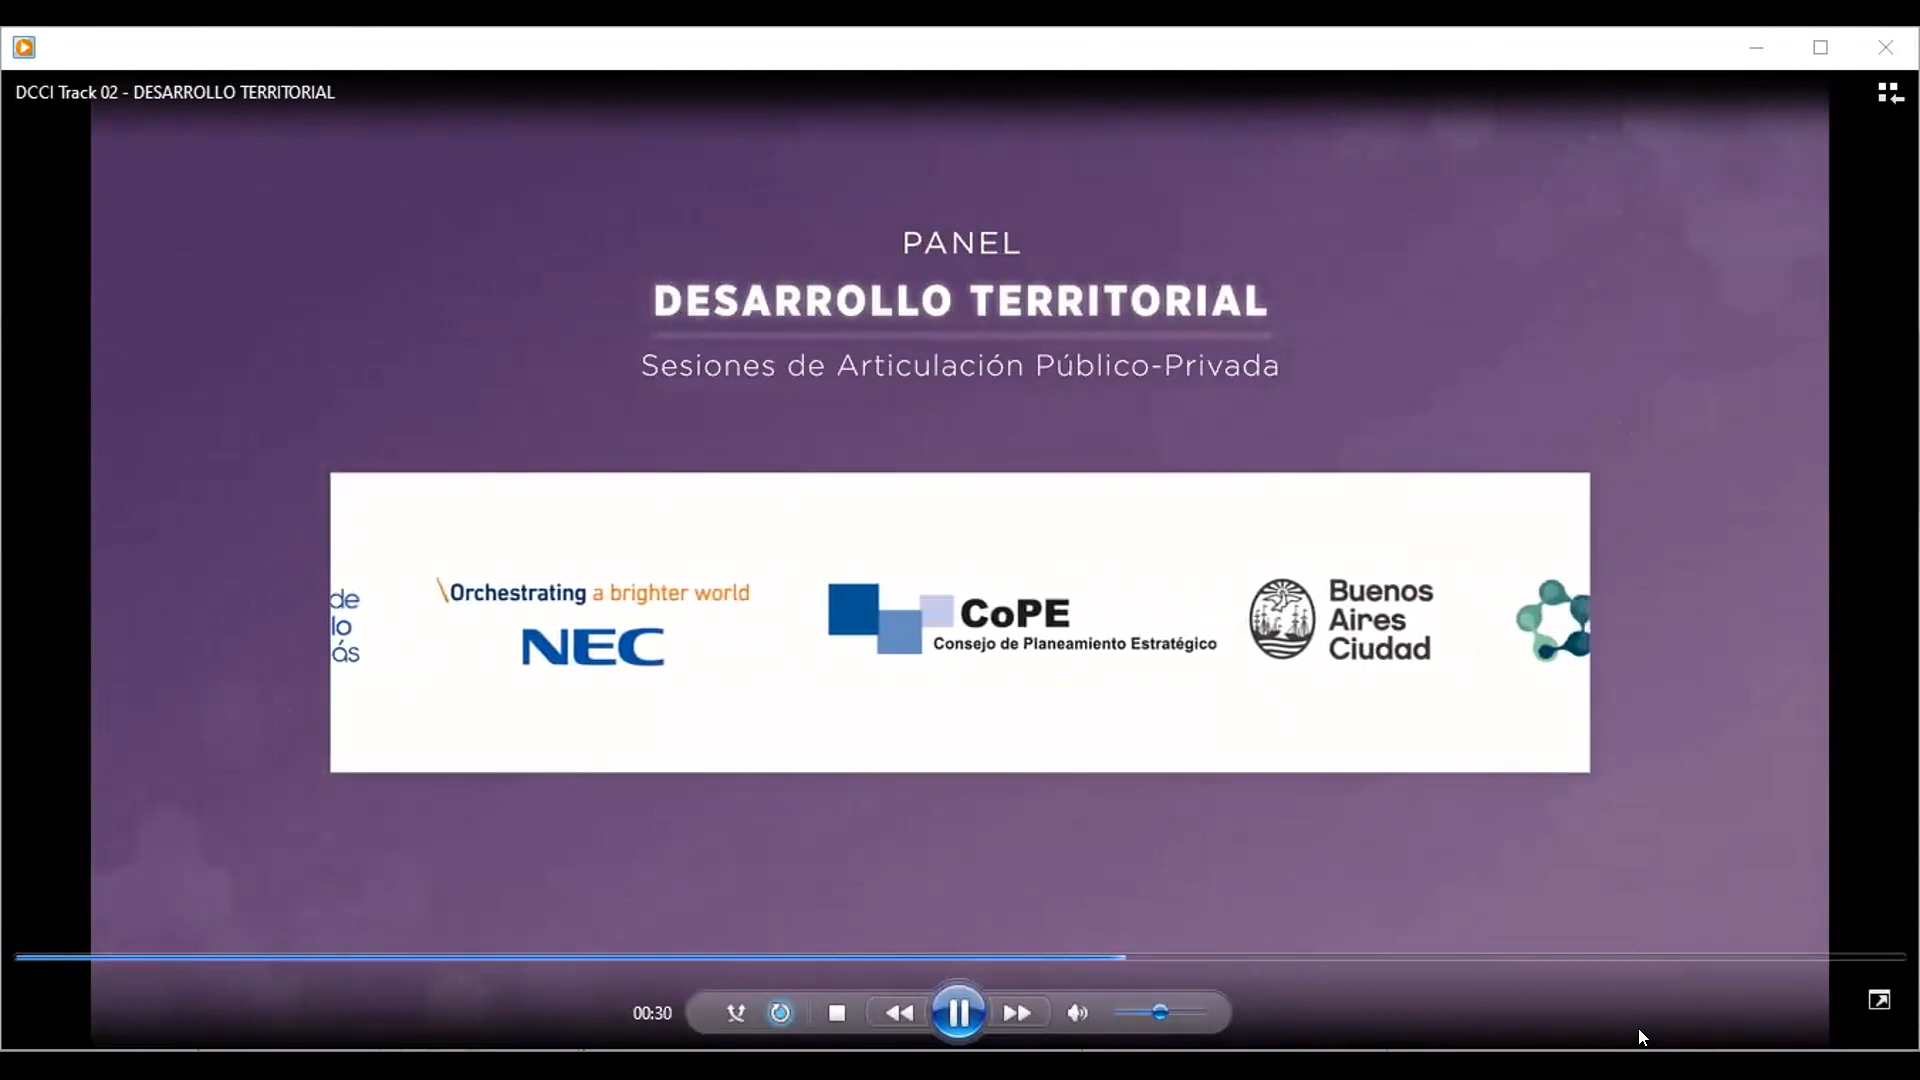 DCCI Track 02 - DESARROLLO TERRITORIAL
PANEL
DESARROLLO TERRITORIAL
Sesiones de Articulación Público-Privada
de
lo
ás
\Orchestrating a brighter world
NEC
CoPE
Consejo de Planeamiento Estratégico
Buenos
Aires
Ciudad
00:30